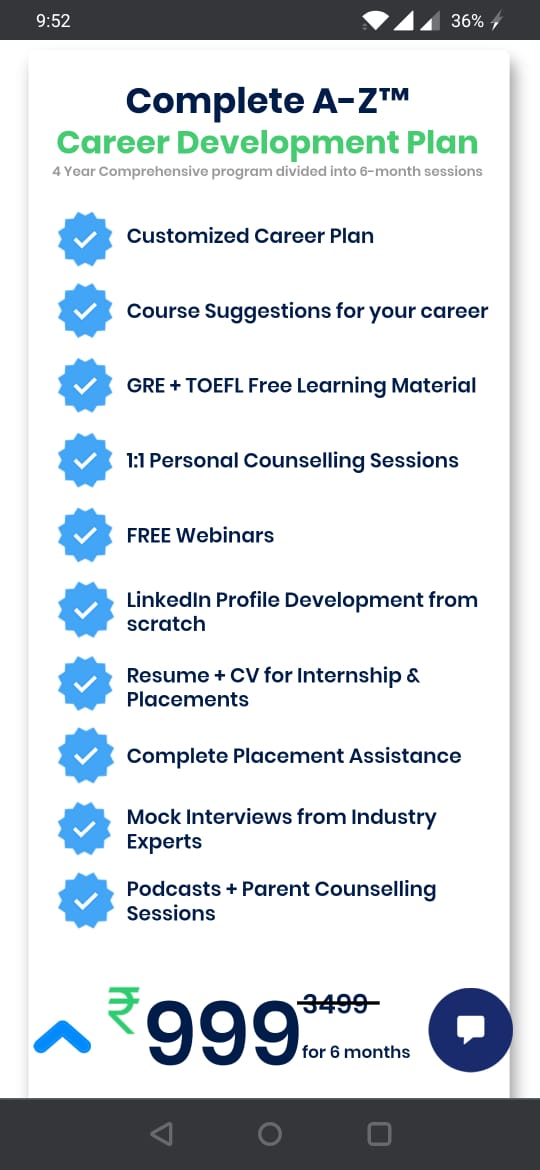 9:52
36%
Complete A-Z™
Career Development Plan
4 Year Comprehensive program divided into 6-month sessions
Customized Career Plan
Course Suggestions for your career
GRE + TOEFL Free Learning Material
1:1 Personal Counselling Sessions
FREE Webinars
LinkedIn Profile Development from
scratch
Resume + CV for Internship &
Placements
Complete Placement Assistance
Mock Interviews from Industry
Experts
Podcasts + Parent Counselling
Sessions
₹999 3499
for 6 months